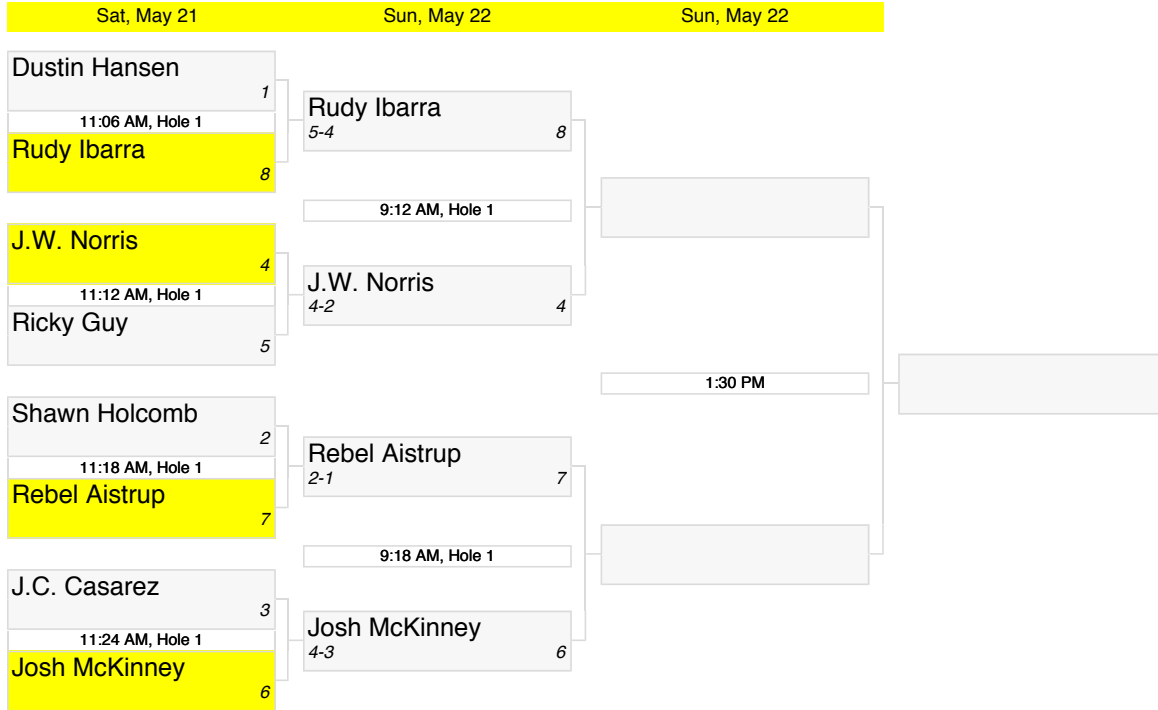 Sat, May 21
Sun, May 22
Sun, May 22
Dustin Hansen
1
11:06 AM, Hole 1
Rudy Ibarra
8
J.W. Norris
4
11:12 AM, Hole 1
Ricky Guy
5
Shawn Holcomb
2
11:18 AM, Hole 1
Rebel Aistrup
7
J.C. Casarez
3
11:24 AM, Hole 1
Josh McKinney
6
Rudy Ibarra
5-4 8
9:12 AM, Hole 1
J.W. Norris
4-2 4
Rebel Aistrup
2-1 7
9:18 AM, Hole 1
Josh McKinney
4-3 6
1:30 PM